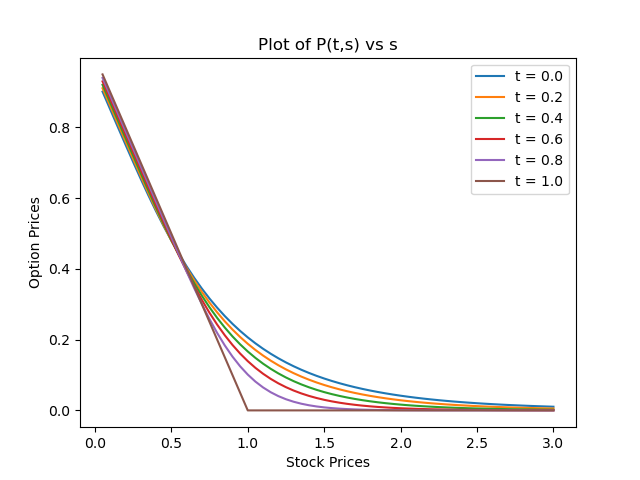 Plot of P(t,s) vs s
t = 0.0
t = 0.2
t = 0.4
t = 0.6
t = 0.8
t = 1.0
Option Prices
0.8
0.6
0.4
0.2
0.0
0.0 0.5 1.0 1.5 2.0 2.5 3.0
Stock Prices